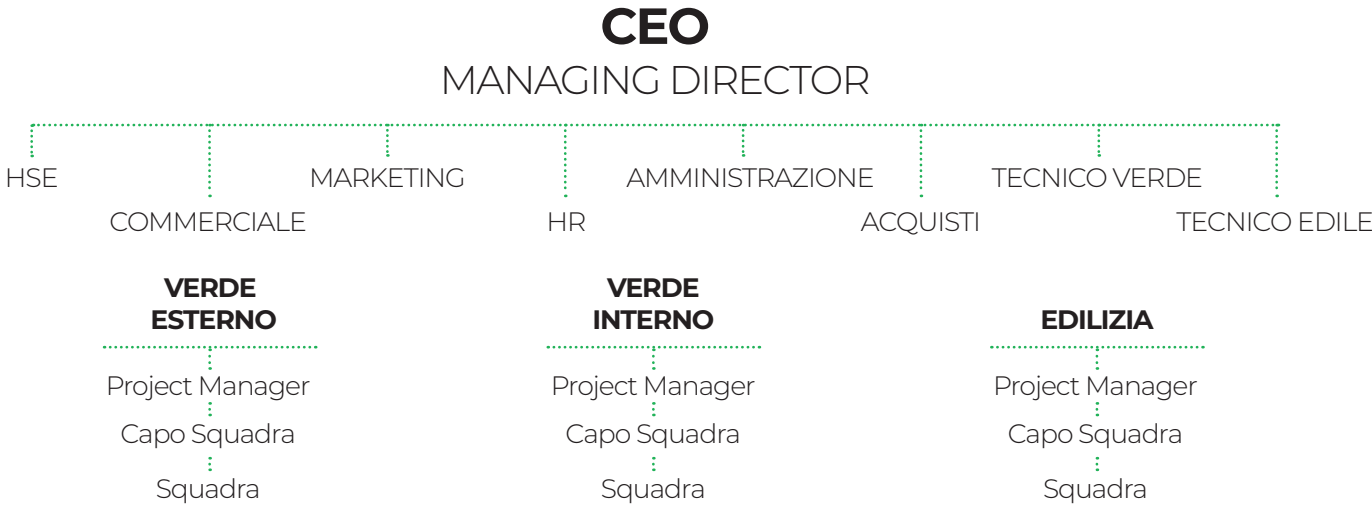 CEO
MANAGING DIRECTOR
HSE
MARKETING
AMMINISTRAZIONE
TECNICO VERDE
COMMERCIALE
HR
ACQUISTI
TECNICO EDILE
VERDE
ESTERNO
Project Manager
Capo Squadra
Squadra
VERDE
INTERNO
Project Manager
Capo Squadra
Squadra
EDILIZIA
Project Manager
Capo Squadra
Squadra